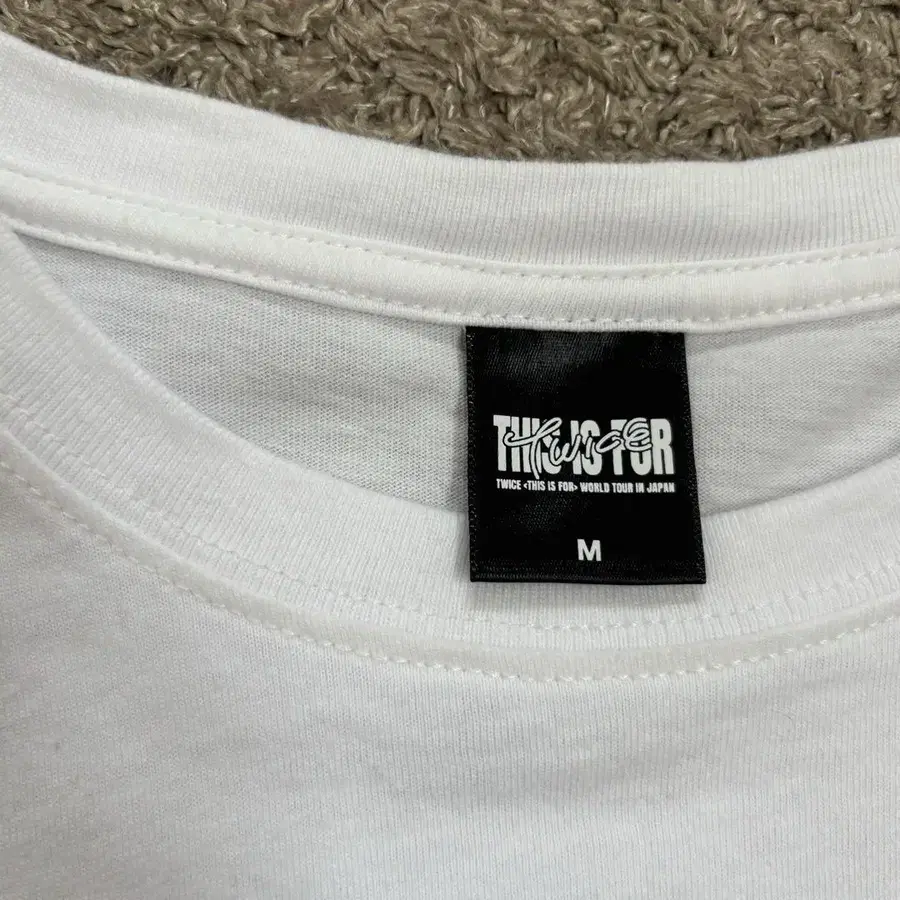 THIS IS FOR
TWICE
TWICE <THIS IS FOR> WORLD TOUR IN JAPAN
M